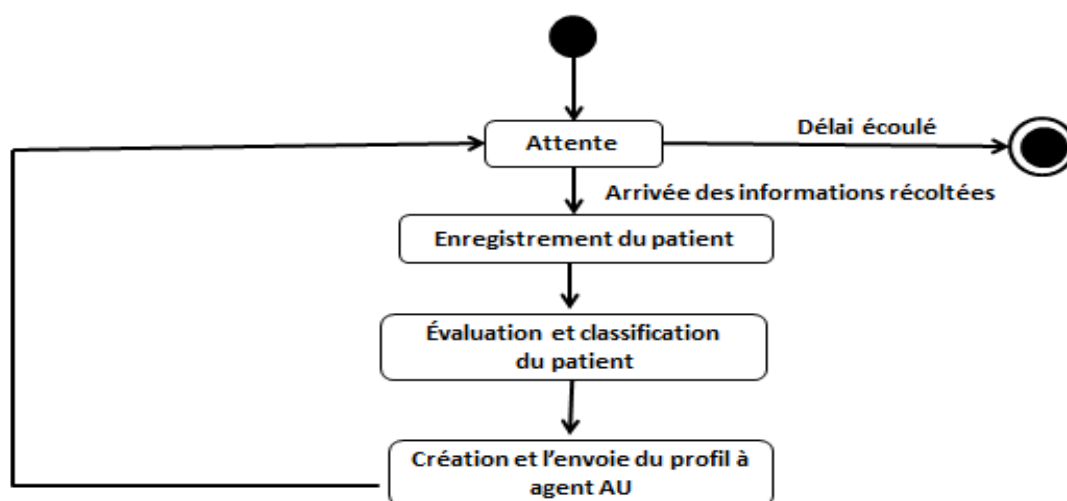 Attente
Délai écoulé
Arrivée des informations récoltées
Enregistrement du patient
Évaluation et classification
du patient
Création et l'envoie du profil à
agent AU